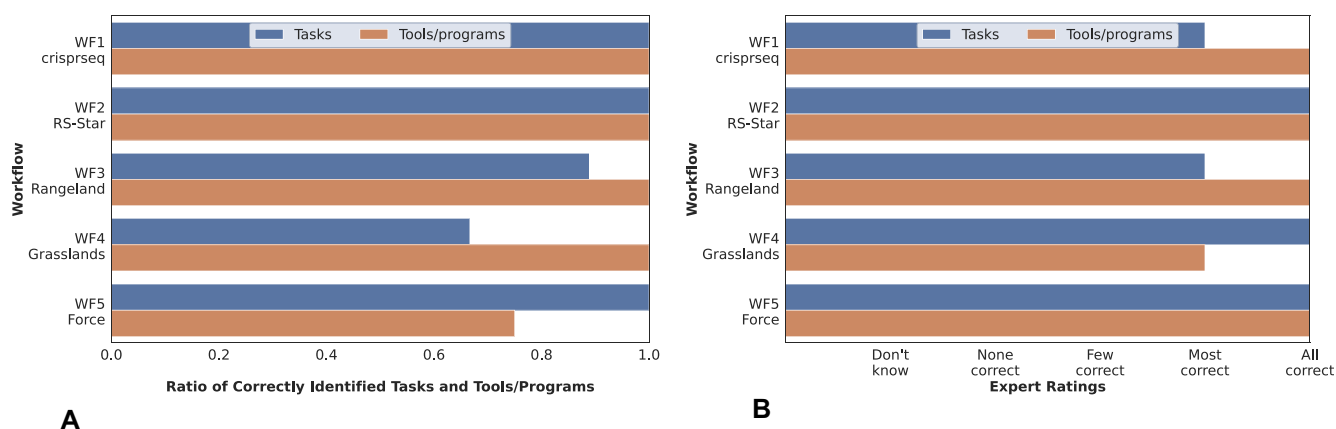 Tasks Tools/programs
WF1
crisprseq
WF2
RS-Star
WF3
Rangeland
WF4
Grasslands
WF5
Force
Workflow
0.0 0.2 0.4 0.6 0.8 1.0
Ratio of Correctly Identified Tasks and Tools/Programs
A
Tasks Tools/programs
WF1
crisprseq
WF2
RS-Star
WF3
Rangeland
WF4
Grasslands
WF5
Force
Workflow
Don't None Few Most All
know correct correct correct correct
Expert Ratings
B